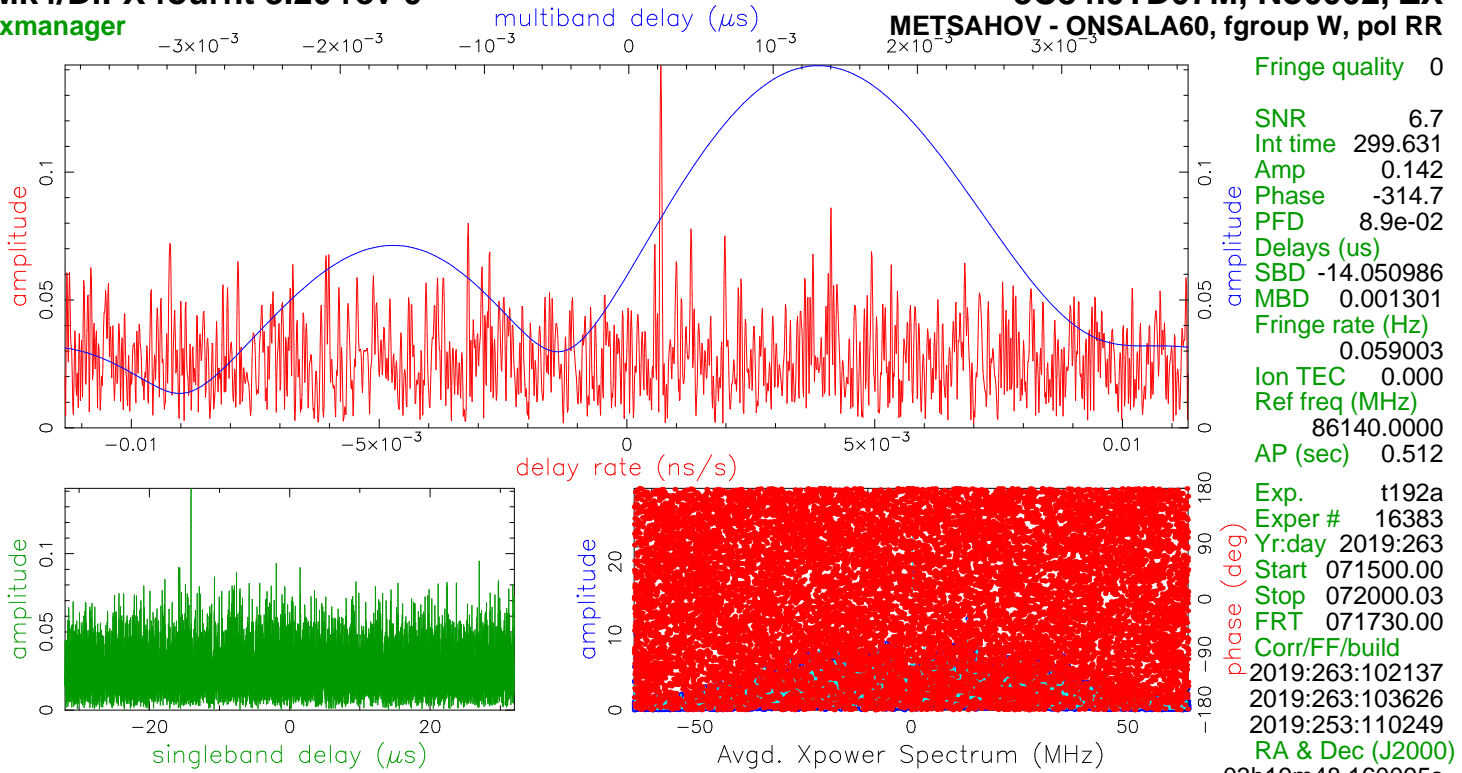 multiband delay (μs)
xmanager
METSAHOV - ONSALA60, fgroup W, pol RR
−3×10⁻³ −2×10⁻³ −10⁻³ 0 10⁻³ 2×10⁻³ 3×10⁻³
amplitude
0 0.05 0.1
amplitude
0 0.05 0.1
−0.01 −5×10⁻³ 0 5×10⁻³ 0.01
delay rate (ns/s)
Fringe quality 0
SNR 6.7
Int time 299.631
Amp 0.142
Phase -314.7
PFD 8.9e-02
Delays (us)
SBD -14.050986
MBD 0.001301
Fringe rate (Hz)
0.059003
Ion TEC 0.000
Ref freq (MHz)
86140.0000
AP (sec) 0.512
Exp. t192a
Exper # 16383
Yr:day 2019:263
Start 071500.00
Stop 072000.03
FRT 071730.00
Corr/FF/build
2019:263:102137
2019:263:103626
2019:253:110249
RA & Dec (J2000)
amplitude
0 0.05 0.1
−20 0 20
singleband delay (μs)
amplitude
0 10 20
−180 −90 0 90 180
phase (deg)
−50 0 50
Avgd. Xpower Spectrum (MHz)